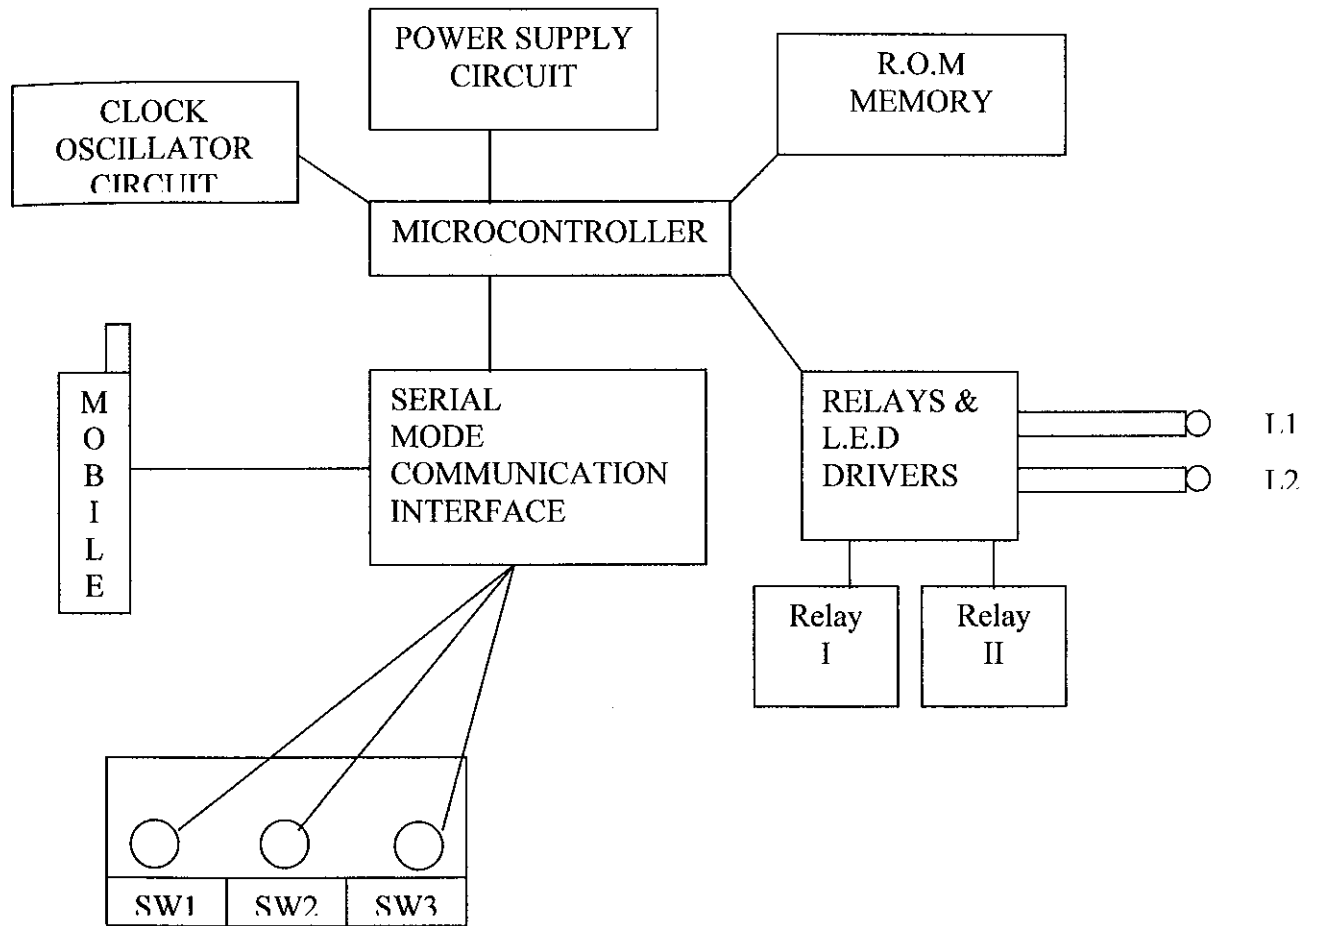 POWER SUPPLY
CIRCUIT
R.O.M
MEMORY
CLOCK
OSCILLATOR
CIRCUIT
MICROCONTROLLER
M
O
B
I
L
E
SERIAL
MODE
COMMUNICATION
INTERFACE
RELAYS &
L.E.D
DRIVERS
L1
L2
Relay
I
Relay
II
SW1
SW2
SW3